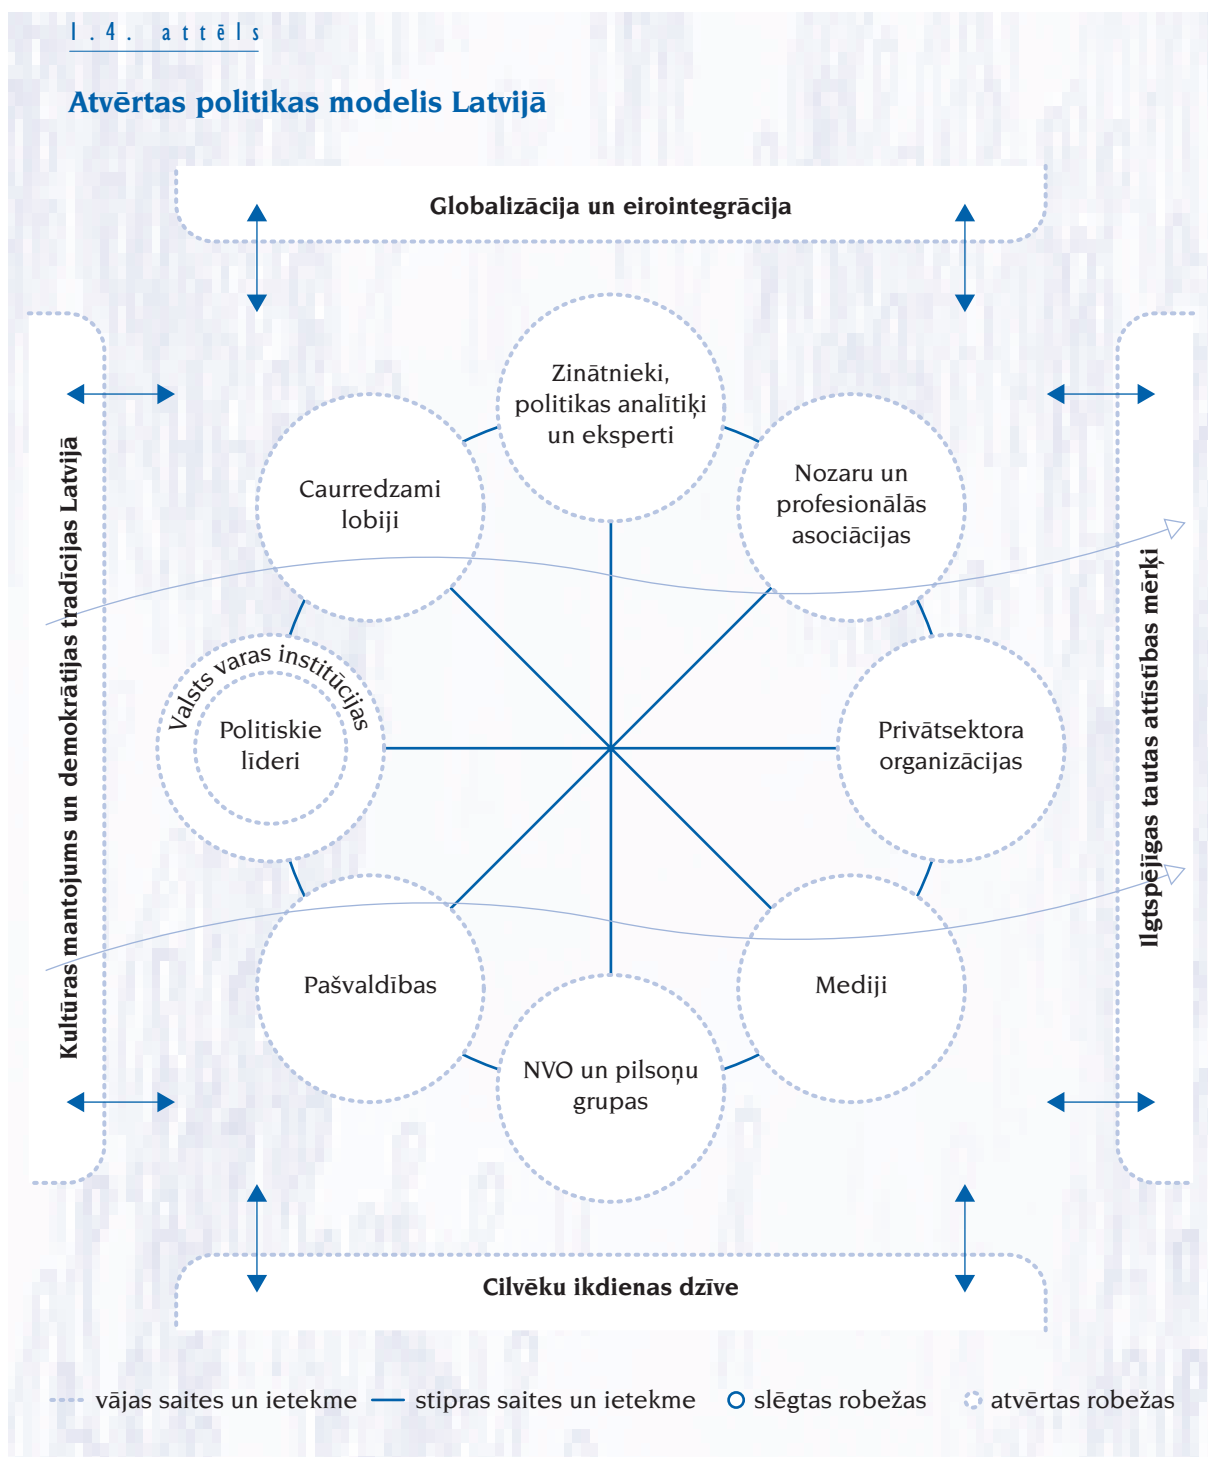 1.4. attēls
Atvērtas politikas modelis Latvijā
Globalizācija un eirointegrācija
Zinātnieki,
politikas analītiķi
un eksperti
Caurredzami
lobiji
Nozaru un
profesionālās
asociācijas
Kultūras mantojums un demokrātijas tradīcijas Latvijā
Valsts varas institūcijas
Politiskie
līderi
Privātsektora
organizācijas
Ilgtspējīgas tautas attīstības mērķi
Pašvaldības
Mediji
NVO un pilsoņu
grupas
Cilvēku ikdienas dzīve
vājas saites un ietekme
stipras saites un ietekme
slēgtas robežas
atvērtas robežas